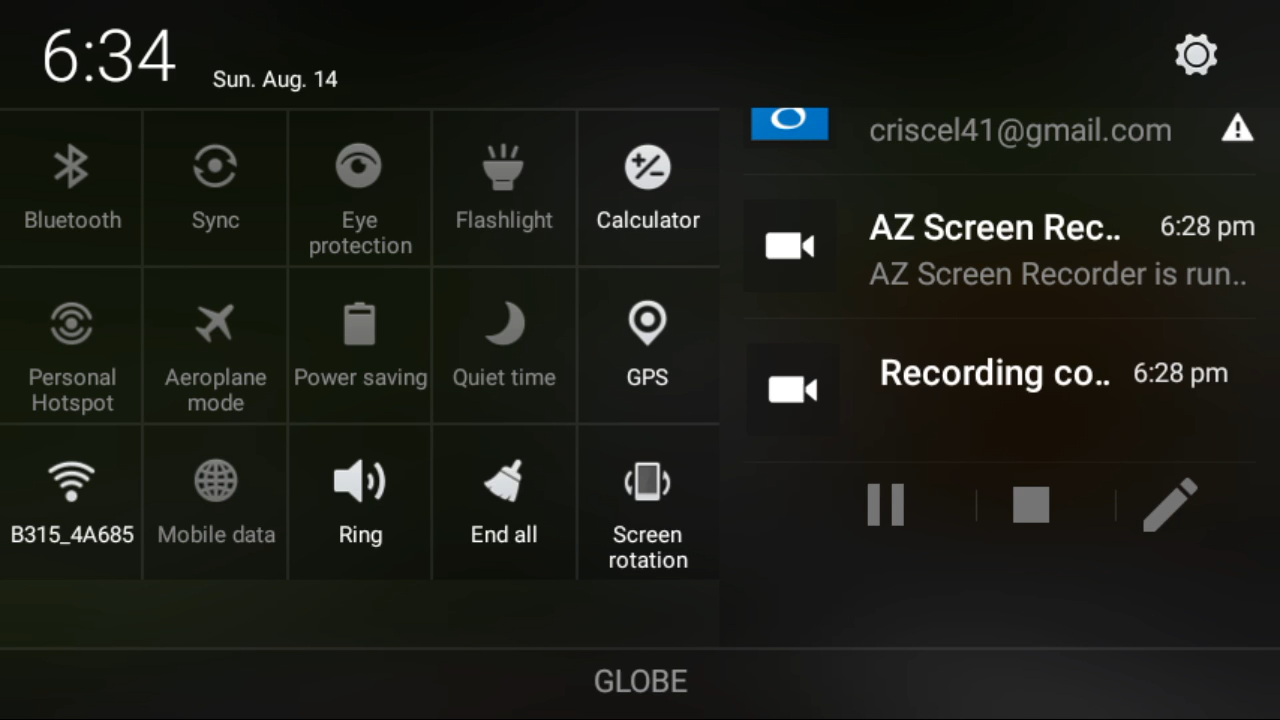 6:34
Sun. Aug. 14
Bluetooth
Sync
Eye
protection
Flashlight
Calculator
Personal
Hotspot
Aeroplane
mode
Power saving
Quiet time
GPS
B315_4A685
Mobile data
Ring
End all
Screen
rotation
criscel41@gmail.com
AZ Screen Rec.. 6:28 pm
AZ Screen Recorder is run..
Recording co.. 6:28 pm
GLOBE